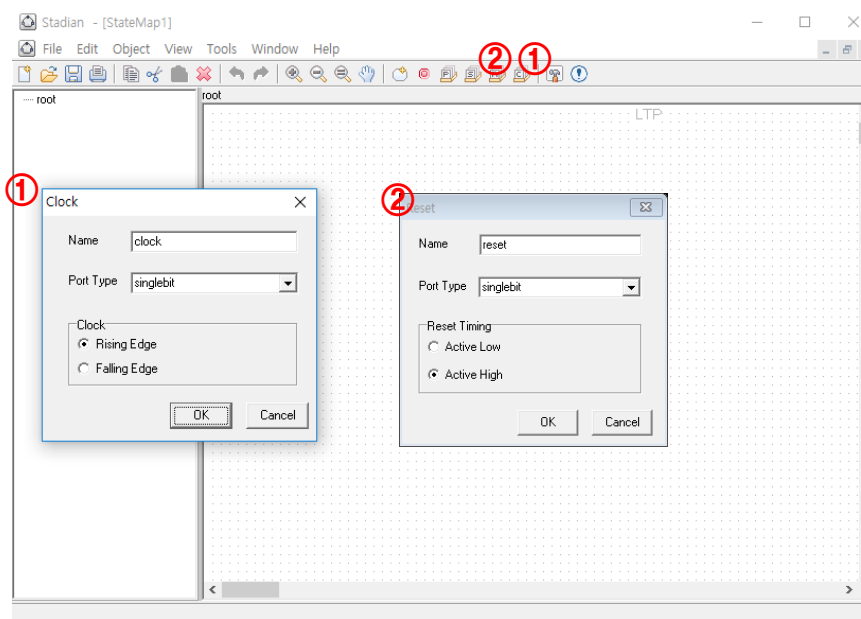 Stadian - [StateMap1]
File Edit Object View Tools Window Help
② ①
root
root
LTP
①
Clock
Name clock
Port Type singlebit
Clock
Rising Edge
Falling Edge
OK Cancel
②
Reset
Name reset
Port Type singlebit
Reset Timing
Active Low
Active High
OK Cancel